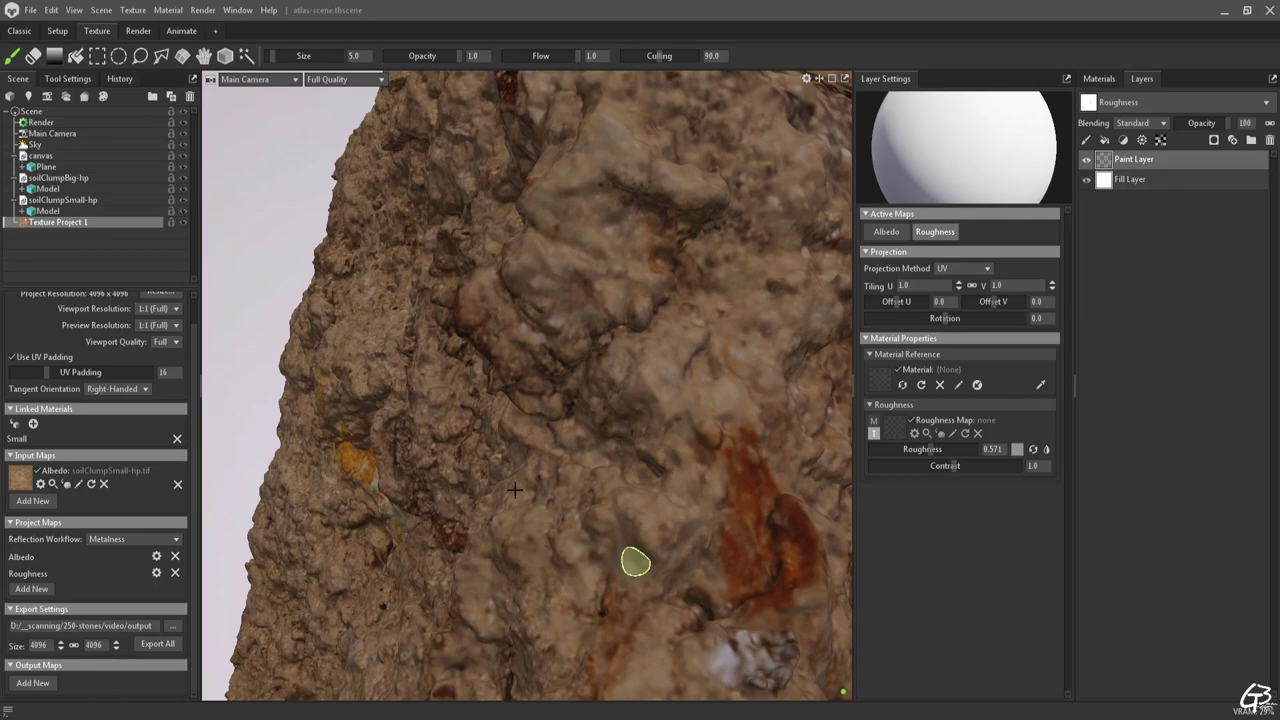 File Edit View Scene Texture Material Render Window Help atlas-scene.tbscene
Classic Setup Texture Render Animate +
Size 5.0 Opacity 1.0 Flow 1.0 Culling 90.0
Scene Tool Settings History
Main Camera Full Quality
Layer Settings
Materials Layers
Scene
Render
Main Camera
Sky
canvas
Plane
soilClumpBig-hp
Model
soilClumpSmall-hp
Model
Texture Project 1
Project Resolution: 4096 x 4096
Viewport Resolution: 1:1 (Full)
Preview Resolution: 1:1 (Full)
Viewport Quality: Full
Use UV Padding
UV Padding 16
Tangent Orientation Right-Handed
Linked Materials
Small
Input Maps
Albedo: soilClumpSmall-hp.tif
Add New
Project Maps
Reflection Workflow: Metalness
Albedo
Roughness
Add New
Export Settings
D:/__scanning/250-stones/video/output ...
Size: 4096 4096 Export All
Output Maps
Add New
Active Maps
Albedo Roughness
Projection
Projection Method UV
Tiling U 1.0 V 1.0
Offset U 0.0 Offset V 0.0
Rotation 0.0
Material Properties
Material Reference
Material: (None)
Roughness
M
T
Roughness Map: none
Roughness 0.571
Contrast 1.0
Roughness
Blending Standard Opacity 100
Paint Layer
Fill Layer